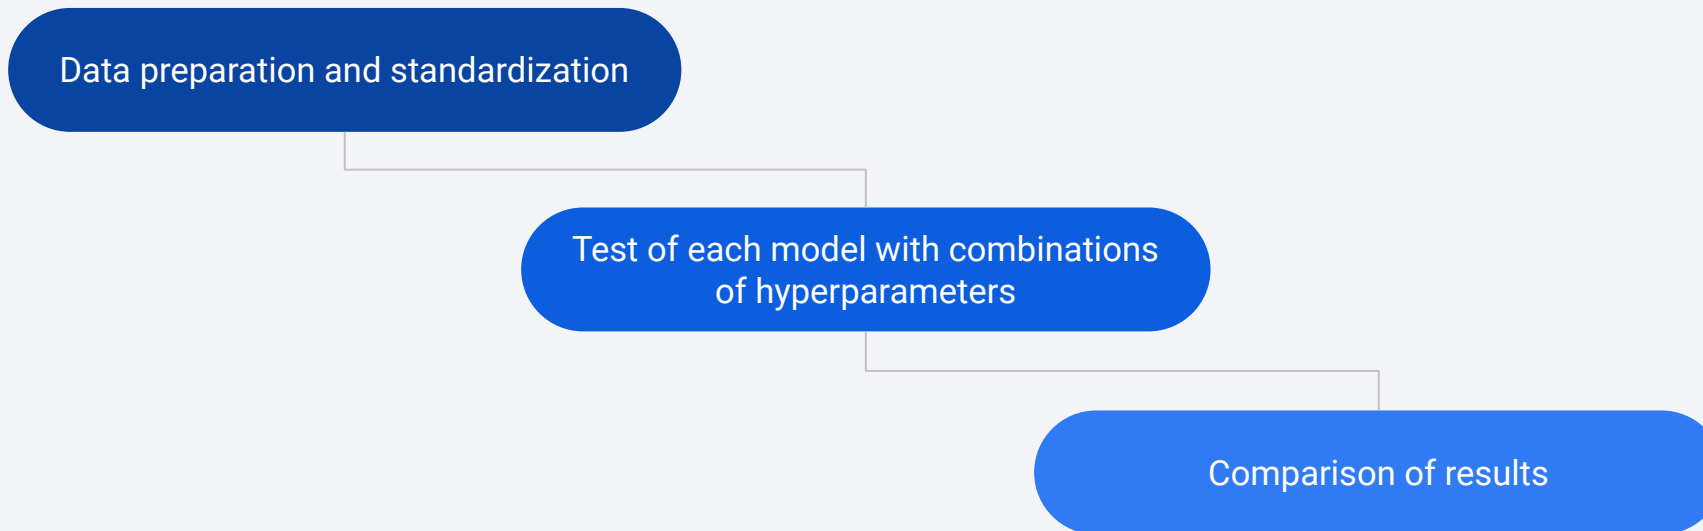 Data preparation and standardization
Test of each model with combinations
of hyperparameters
Comparison of results